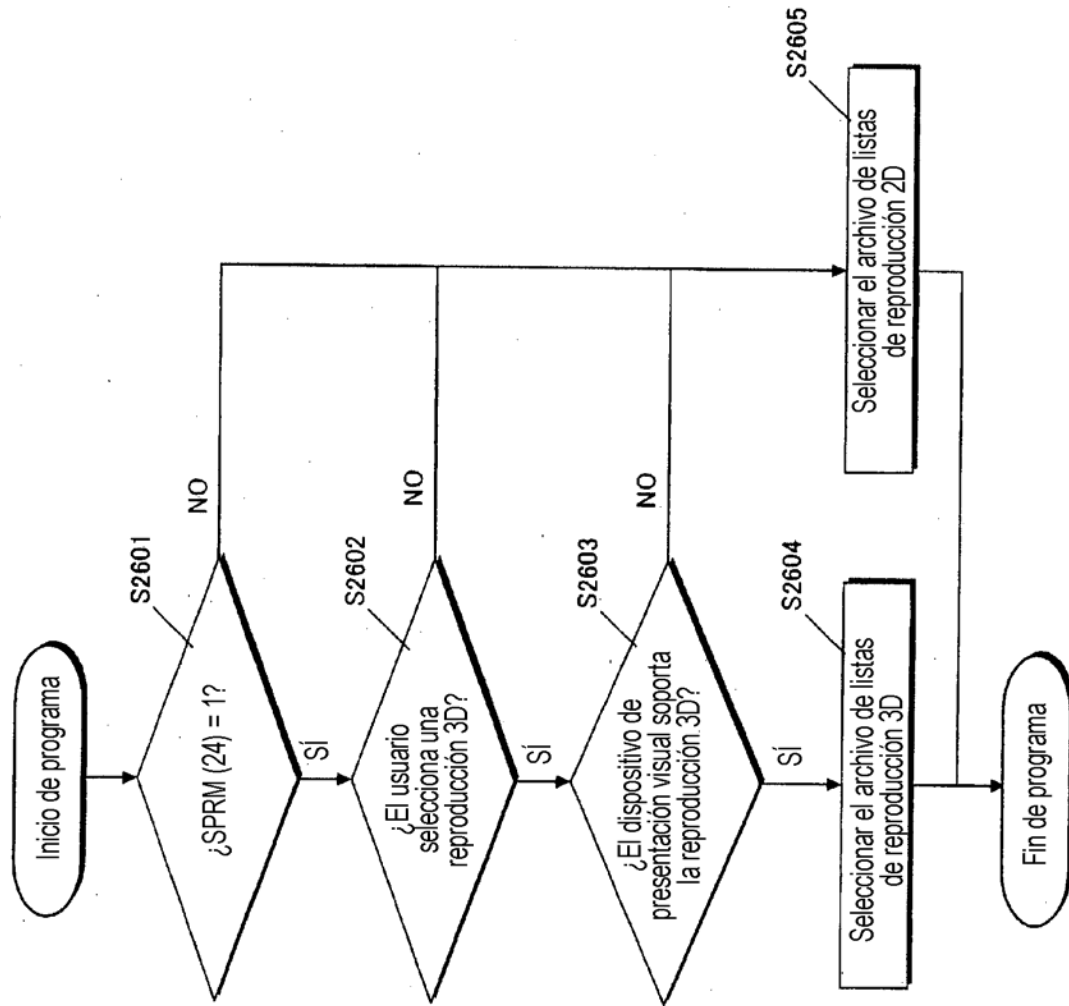 Inicio de programa
S2601
¿SPRM (24) = 1?
NO
SÍ
S2602
¿El usuario
selecciona una
reproducción 3D?
NO
SÍ
S2603
¿El dispositivo de
presentación visual soporta
la reproducción 3D?
NO
SÍ
S2604
Seleccionar el archivo de listas
de reproducción 3D
S2605
Seleccionar el archivo de listas
de reproducción 2D
Fin de programa